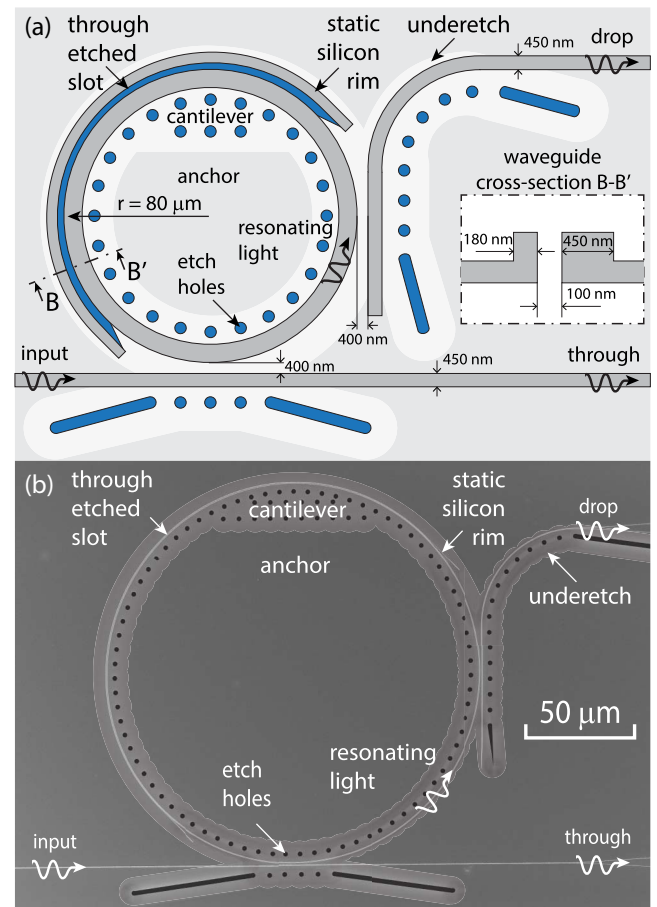 (a)
through
etched
slot
static
silicon
rim
underetch
450 nm
drop
cantilever
anchor
r = 80 μm
resonating
light
etch
holes
B'
B
waveguide
cross-section B-B'
180 nm
450 nm
100 nm
400 nm
input
400 nm
450 nm
through
(b)
through
etched
slot
static
silicon
rim
drop
cantilever
anchor
underetch
50 μm
resonating
light
etch
holes
input
through